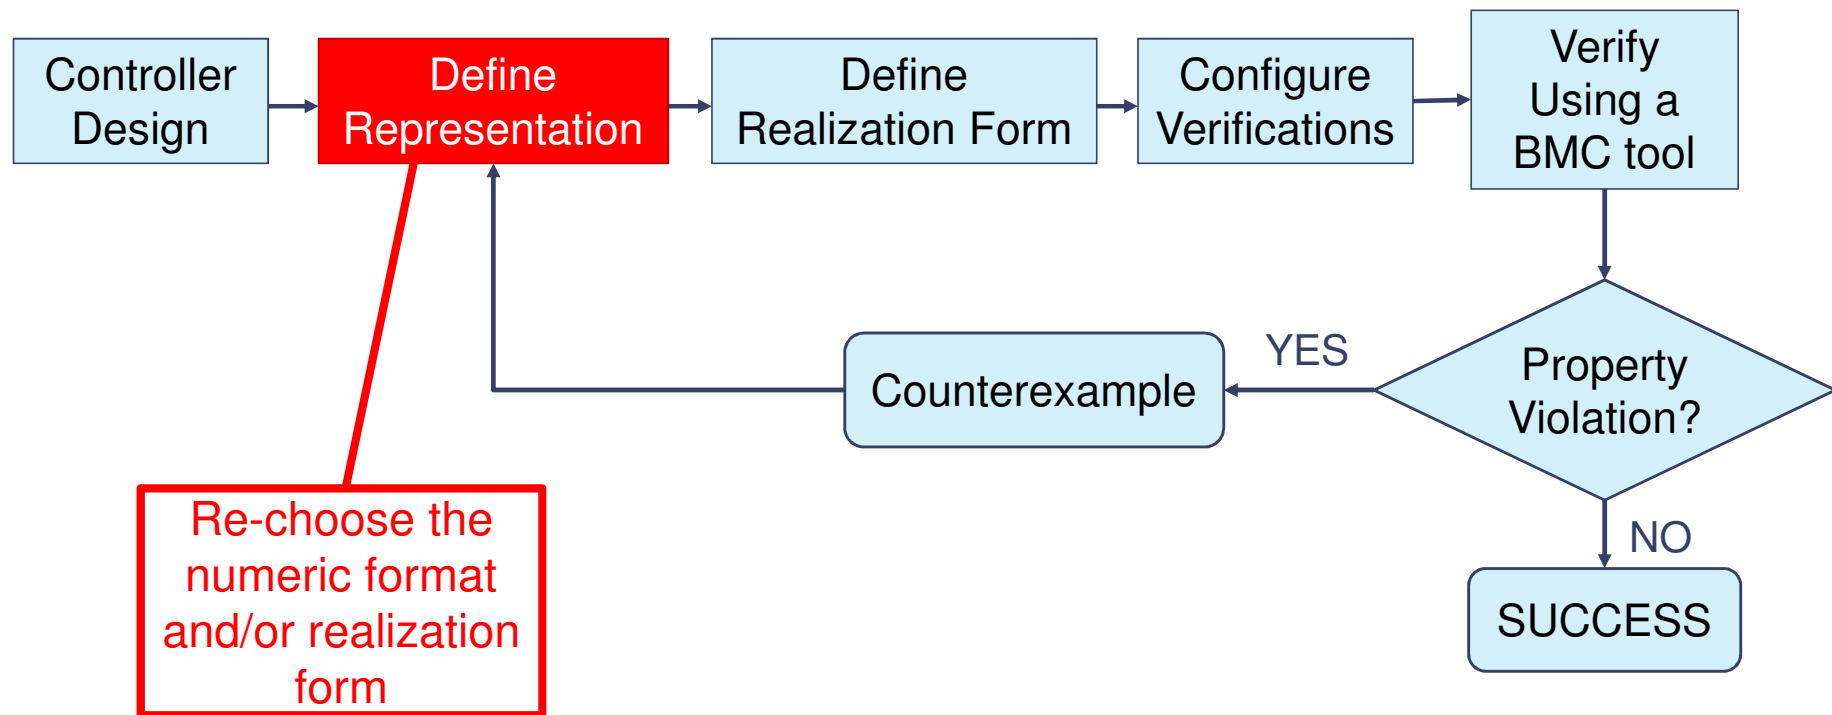 Controller
Design
Define
Representation
Define
Realization Form
Configure
Verifications
Verify
Using a
BMC tool
Property
Violation?
YES
Counterexample
NO
SUCCESS
Re-choose the
numeric format
and/or realization
form